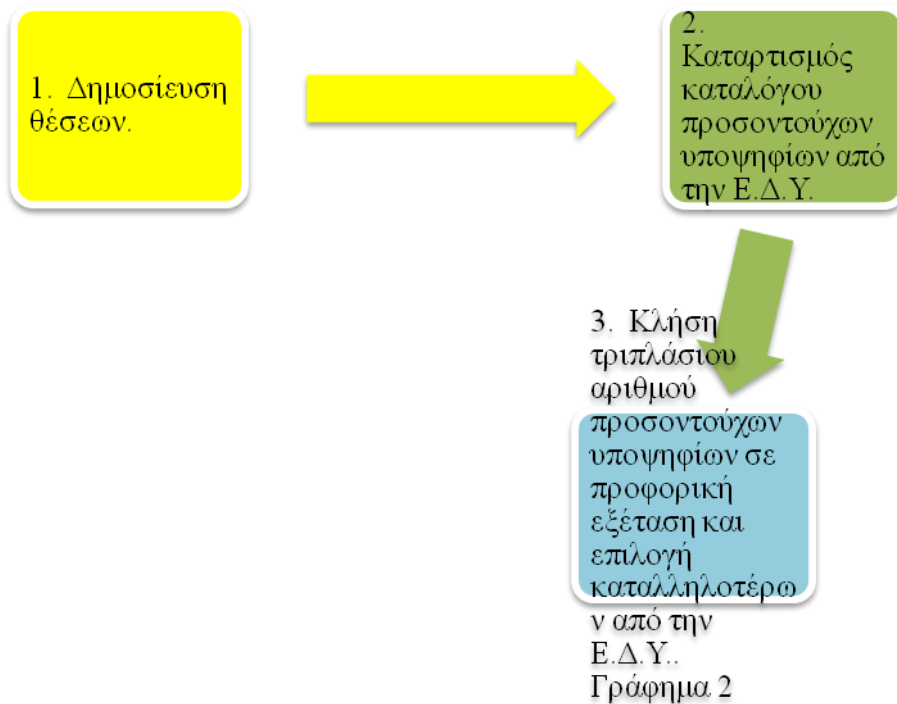 1. Δημοσίευση
θέσεων.
2.
Καταρτισμός
καταλόγου
προσοντούχων
υποψηφίων από
την Ε.Δ.Υ.
3. Κλήση
τριπλάσιου
αριθμού
προσοντούχων
υποψηφίων σε
προφορική
εξέταση και
επιλογή
καταλληλοτέρω
ν από την
Ε.Δ.Υ..
Γράφημα 2